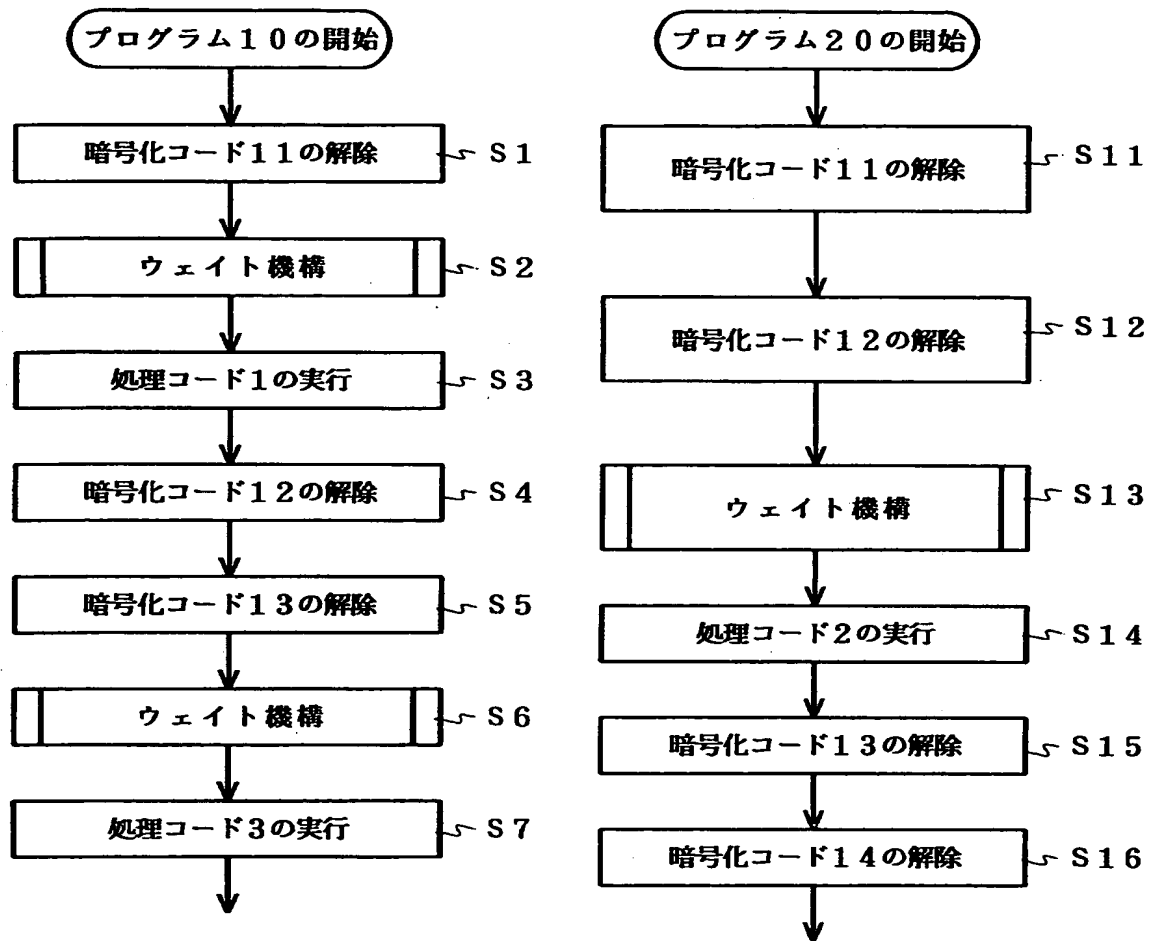 プログラム１０の開始
暗号化コード１１の解除
Ｓ１
ウェイト機構
Ｓ２
処理コード１の実行
Ｓ３
暗号化コード１２の解除
Ｓ４
暗号化コード１３の解除
Ｓ５
ウェイト機構
Ｓ６
処理コード３の実行
Ｓ７
プログラム２０の開始
暗号化コード１１の解除
Ｓ１１
暗号化コード１２の解除
Ｓ１２
ウェイト機構
Ｓ１３
処理コード２の実行
Ｓ１４
暗号化コード１３の解除
Ｓ１５
暗号化コード１４の解除
Ｓ１６